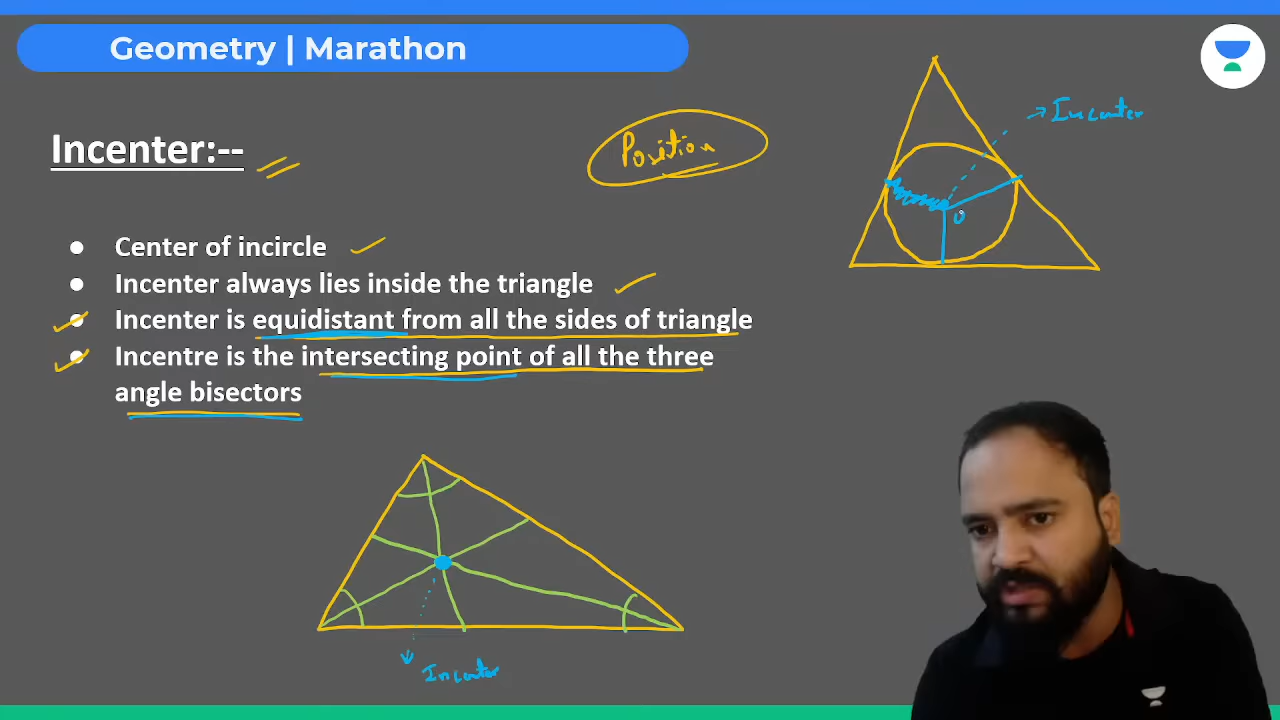 Geometry | Marathon
Incenter:--
Position
Incenter
O
● Center of incircle
● Incenter always lies inside the triangle
● Incenter is equidistant from all the sides of triangle
● Incentre is the intersecting point of all the three
angle bisectors
Incenter